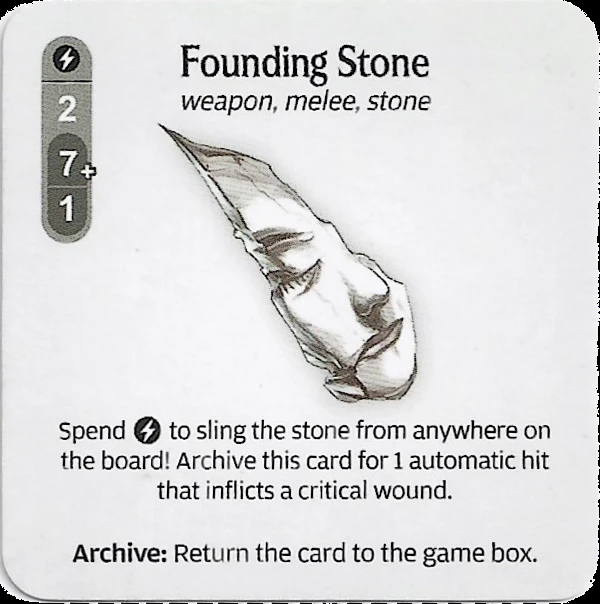 Founding Stone
weapon, melee, stone
2
7+
1
Spend to sling the stone from anywhere on
the board! Archive this card for 1 automatic hit
that inflicts a critical wound.
Archive: Return the card to the game box.